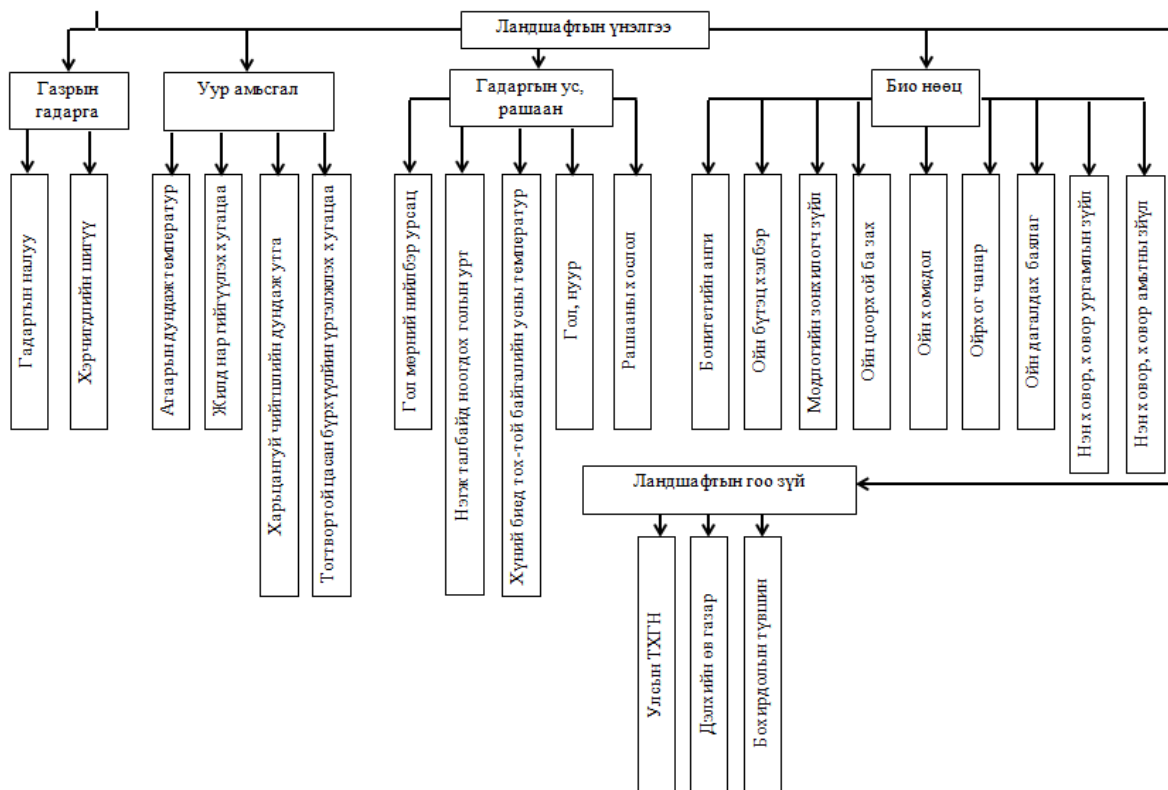 Ландшафтын үнэлгээ
Газрын
гадарга
Уур амьсгал
Гадаргын ус,
рашаан
Био нөөц
Гадаргын налуу
Хэрчигдлийн шигүү
Агаарын дундаж температур
Жилд нар гийгүүлэх хугацаа
Харьцангуй чийгшлийн дундаж утга
Тогтвортой цасан бүрхүүлийн үргэлжлэх хугацаа
Гол мөрний нийлбэр урсац
Нэгж талбайд ноогдох голын урт
Хүний биед тох-той байгалийн усны температур
Гол, нуур
Рашааны хослол
Бонитетийн анги
Ойн бүтэц хэлбэр
Модлогийн зонхилогч зүйл
Ойн цоорхой ба зах
Ойн хомсдол
Ойрхог чанар
Ойн дагалдах баялаг
Нэн ховор, ховор ургамлын зүйл
Нэн ховор, ховор амьтны зйүл
Ландшафтын гоо зүй
Улсын ТХГН
Дэлхийн өв газар
Бохирдолын түвшин